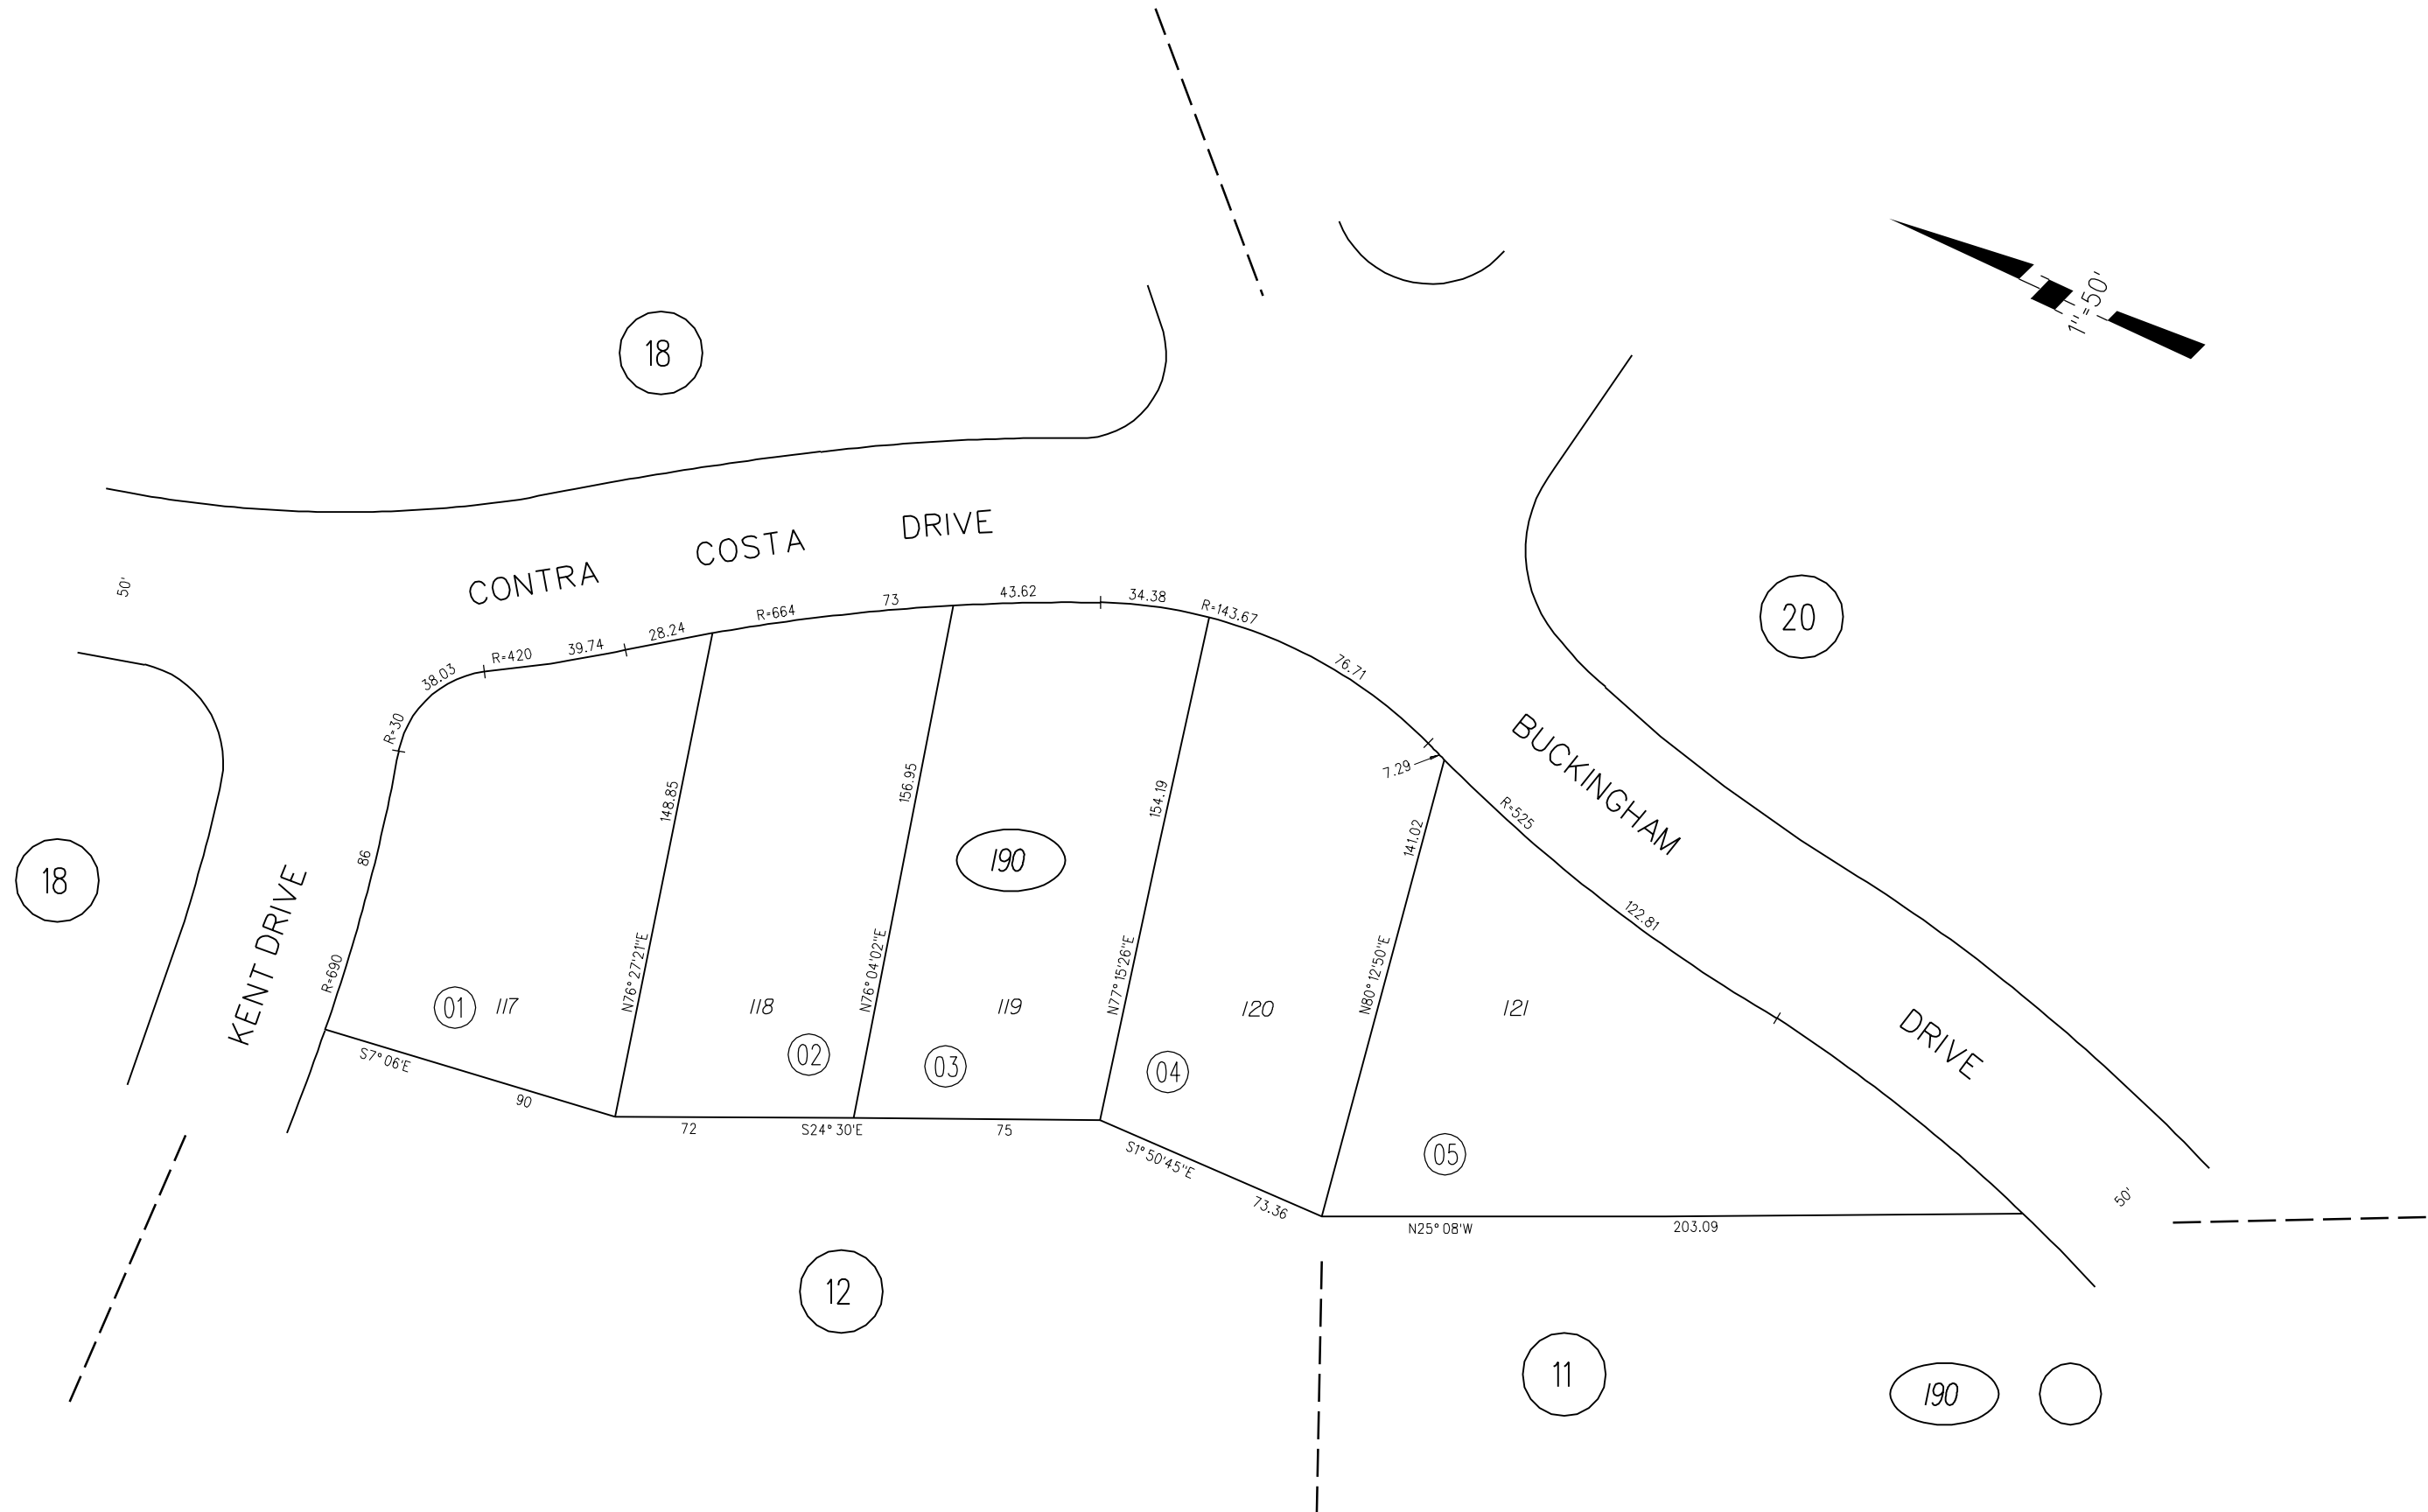 1"=50'
18
CONTRA COSTA DRIVE
50'
43.62
34.38
R=143.67
73
R=664
28.24
39.74
R=420
38.03
R=30
76.71
20
7.29
R=525
BUCKINGHAM
DRIVE
148.85
156.95
154.19
141.02
86
190
18
KENT DRIVE
R=690
122.81
N76°27'21"E
N76°04'02"E
N77°15'26"E
N80°12'50"E
01
117
118
119
120
121
02
03
04
05
S7°06'E
90
72
S24°30'E
75
S1°50'45"E
73.36
N25°08'W
203.09
50'
12
11
190